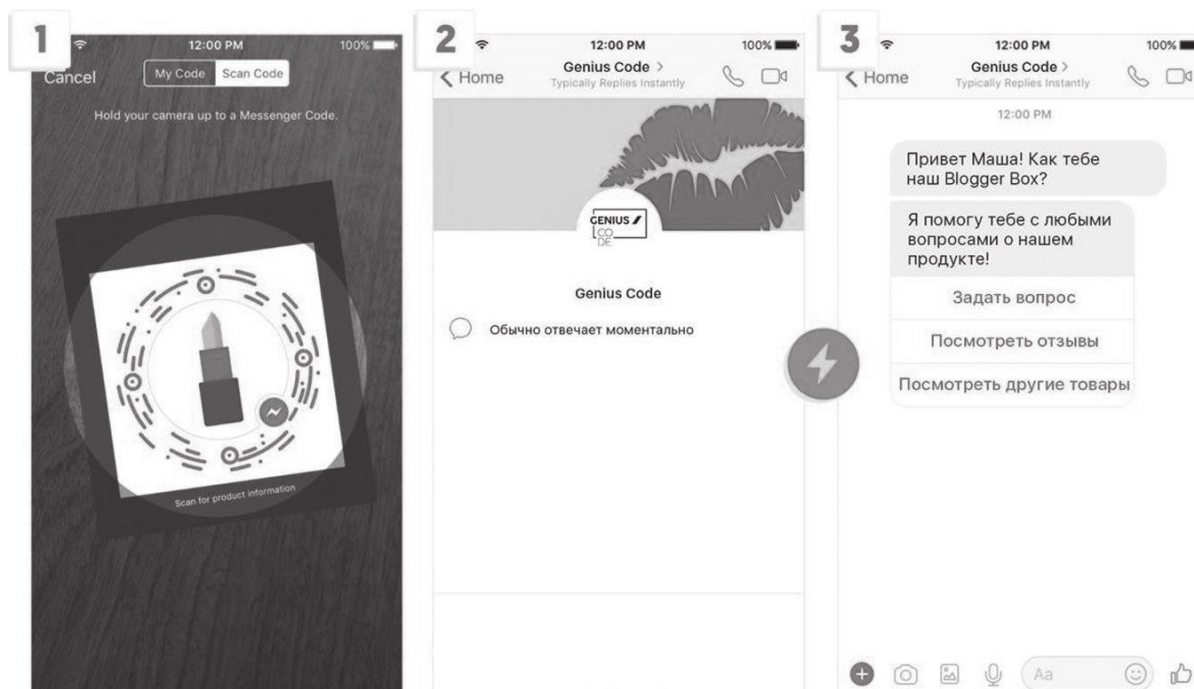 1
12:00 PM
100%
Cancel
My Code
Scan Code
Hold your camera up to a Messenger Code.
Scan for product information
2
12:00 PM
100%
Home
Genius Code
Typically Replies Instantly
GENIUS
CO
DE
Genius Code
Обычно отвечает моментально
3
12:00 PM
100%
Home
Genius Code
Typically Replies Instantly
12:00 PM
Привет Маша! Как тебе
наш Blogger Box?
Я помогу тебе с любыми
вопросами о нашем
продукте!
Задать вопрос
Посмотреть отзывы
Посмотреть другие товары
Aa